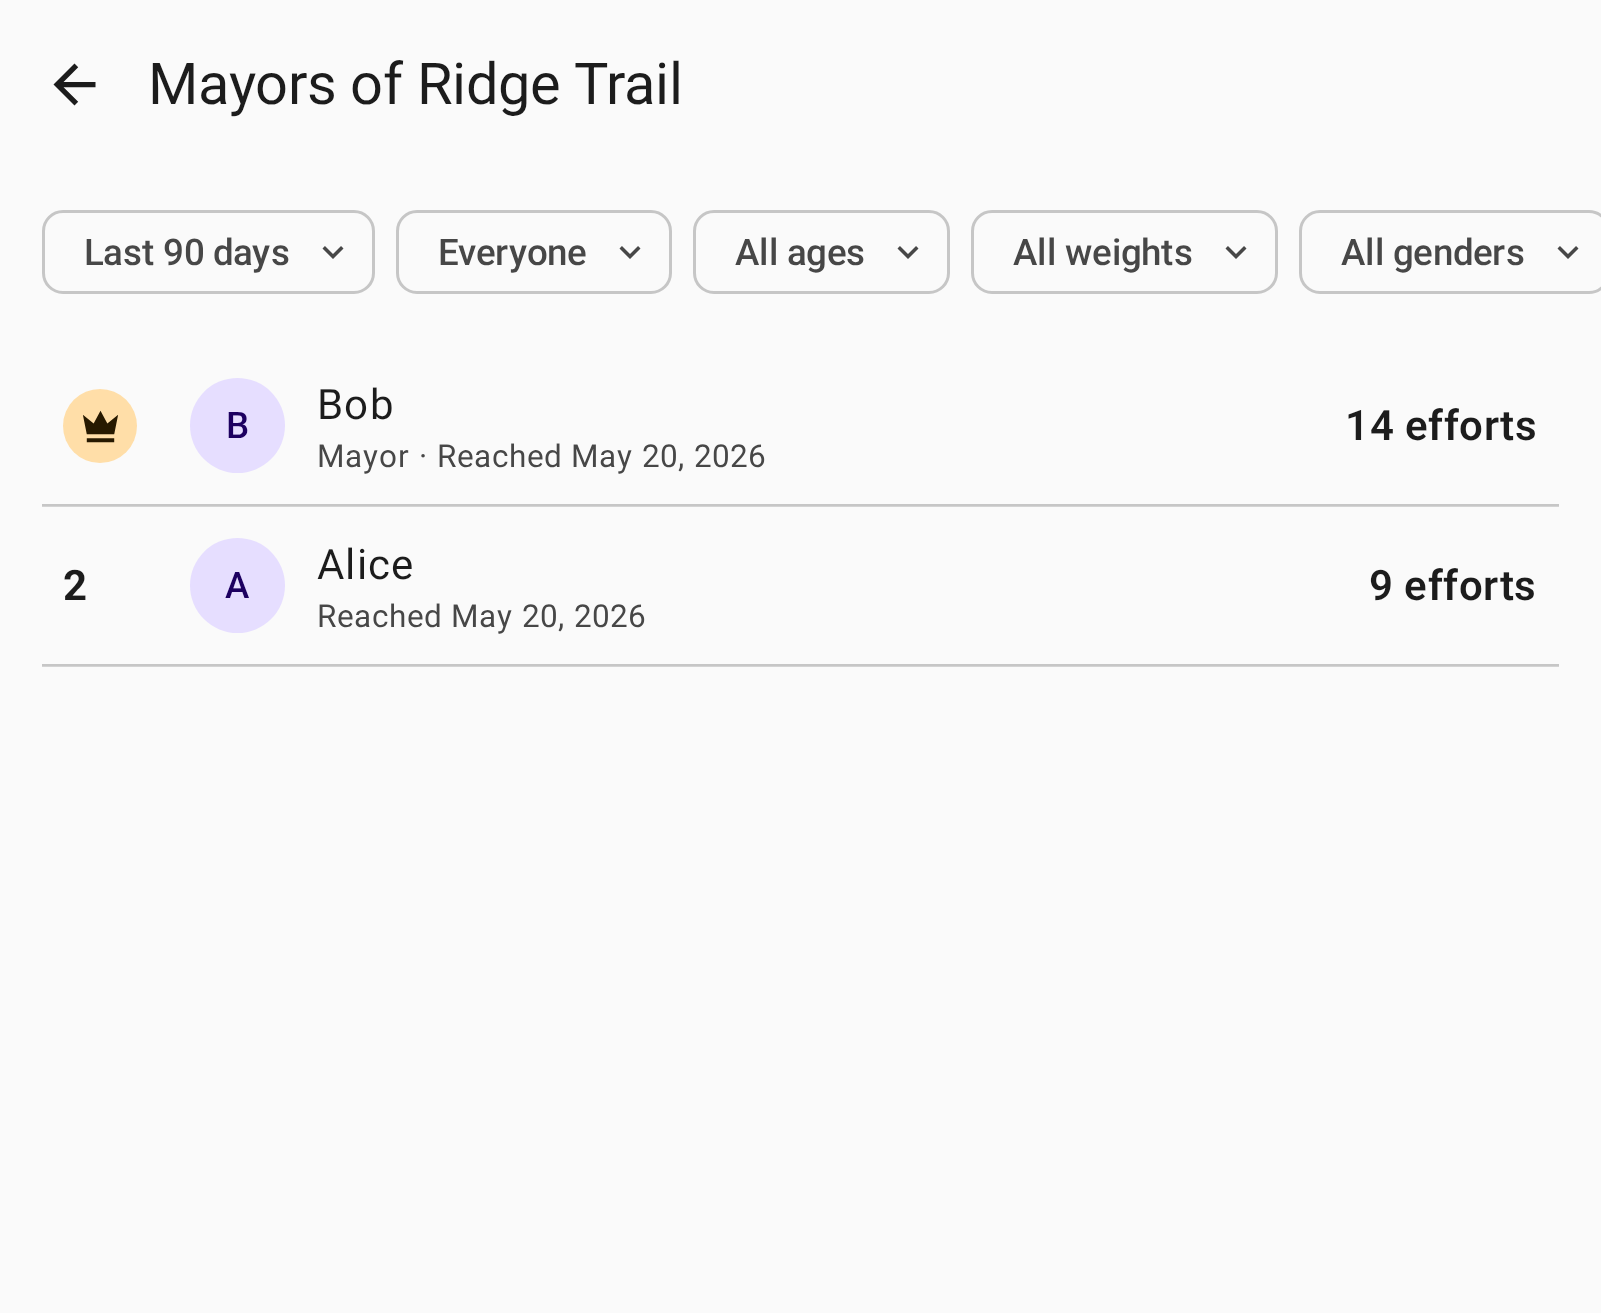 Mayors of Ridge Trail
Last 90 days Everyone All ages All weights All genders
B Bob 14 efforts
Mayor · Reached May 20, 2026
2 A Alice 9 efforts
Reached May 20, 2026